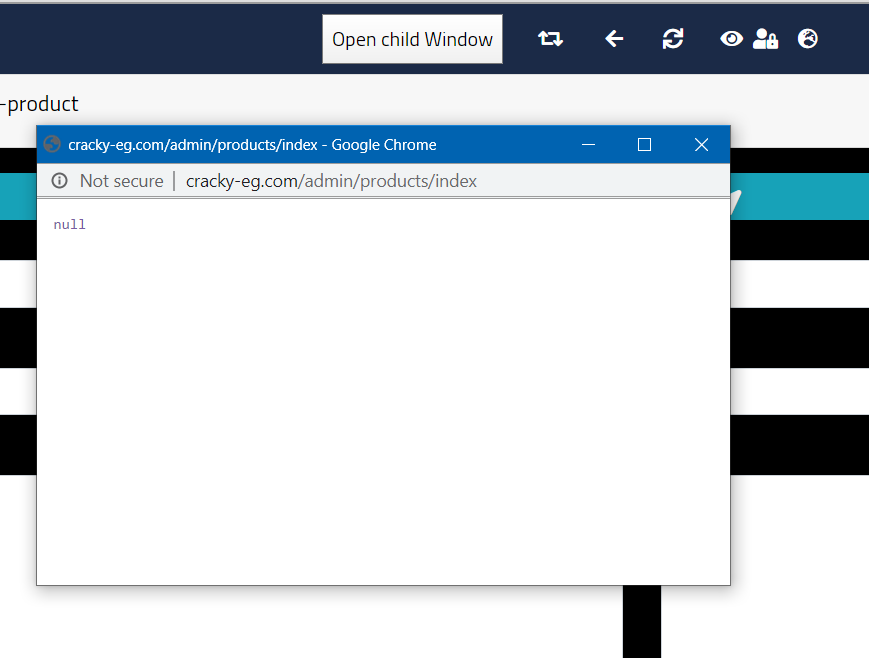 Open child Window
-product
cracky-eg.com/admin/products/index - Google Chrome
Not secure | cracky-eg.com/admin/products/index
null